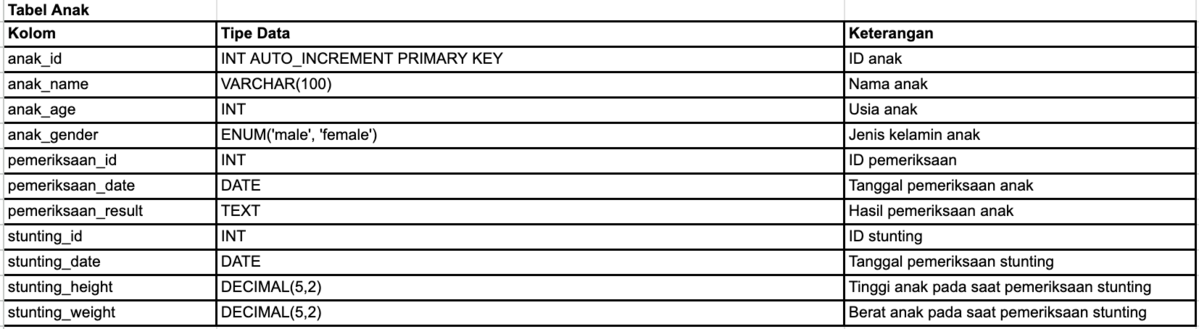 Tabel Anak
Kolom Tipe Data Keterangan
anak_id INT AUTO_INCREMENT PRIMARY KEY ID anak
anak_name VARCHAR(100) Nama anak
anak_age INT Usia anak
anak_gender ENUM('male', 'female') Jenis kelamin anak
pemeriksaan_id INT ID pemeriksaan
pemeriksaan_date DATE Tanggal pemeriksaan anak
pemeriksaan_result TEXT Hasil pemeriksaan anak
stunting_id INT ID stunting
stunting_date DATE Tanggal pemeriksaan stunting
stunting_height DECIMAL(5,2) Tinggi anak pada saat pemeriksaan stunting
stunting_weight DECIMAL(5,2) Berat anak pada saat pemeriksaan stunting